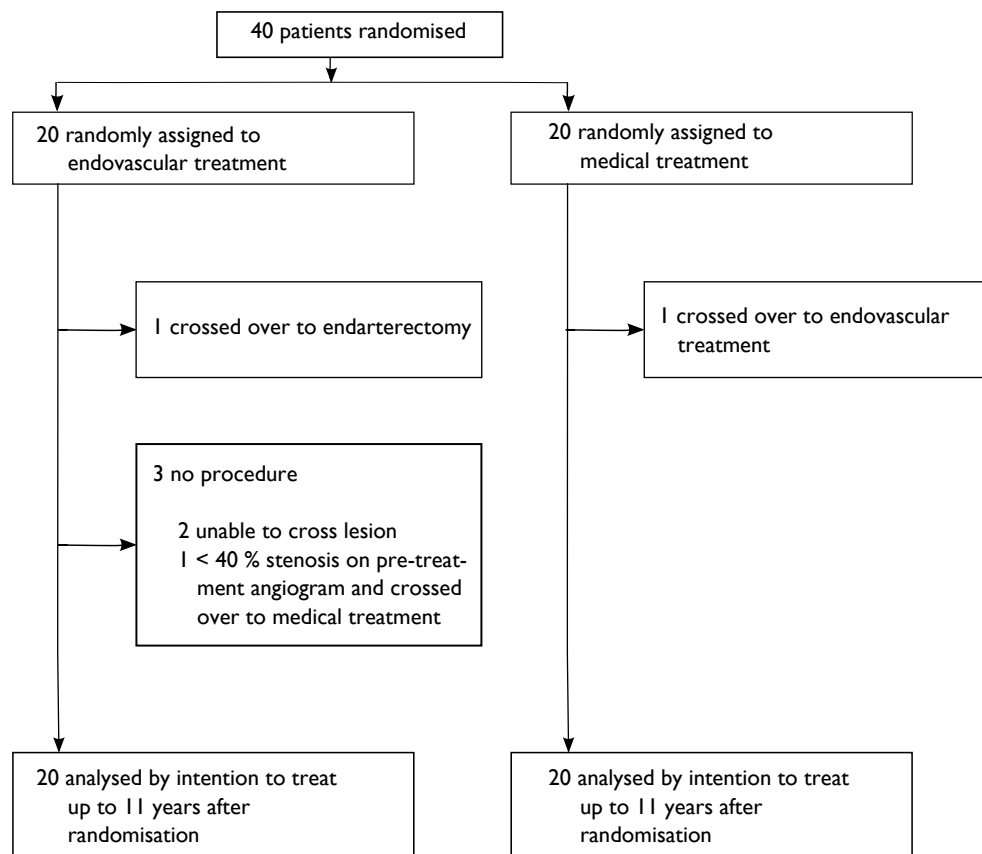 40 patients randomised
20 randomly assigned to
endovascular treatment
20 randomly assigned to
medical treatment
1 crossed over to endarterectomy
1 crossed over to endovascular
treatment
3 no procedure
2 unable to cross lesion
1 < 40 % stenosis on pre-treat-
ment angiogram and crossed
over to medical treatment
20 analysed by intention to treat
up to 11 years after
randomisation
20 analysed by intention to treat
up to 11 years after
randomisation